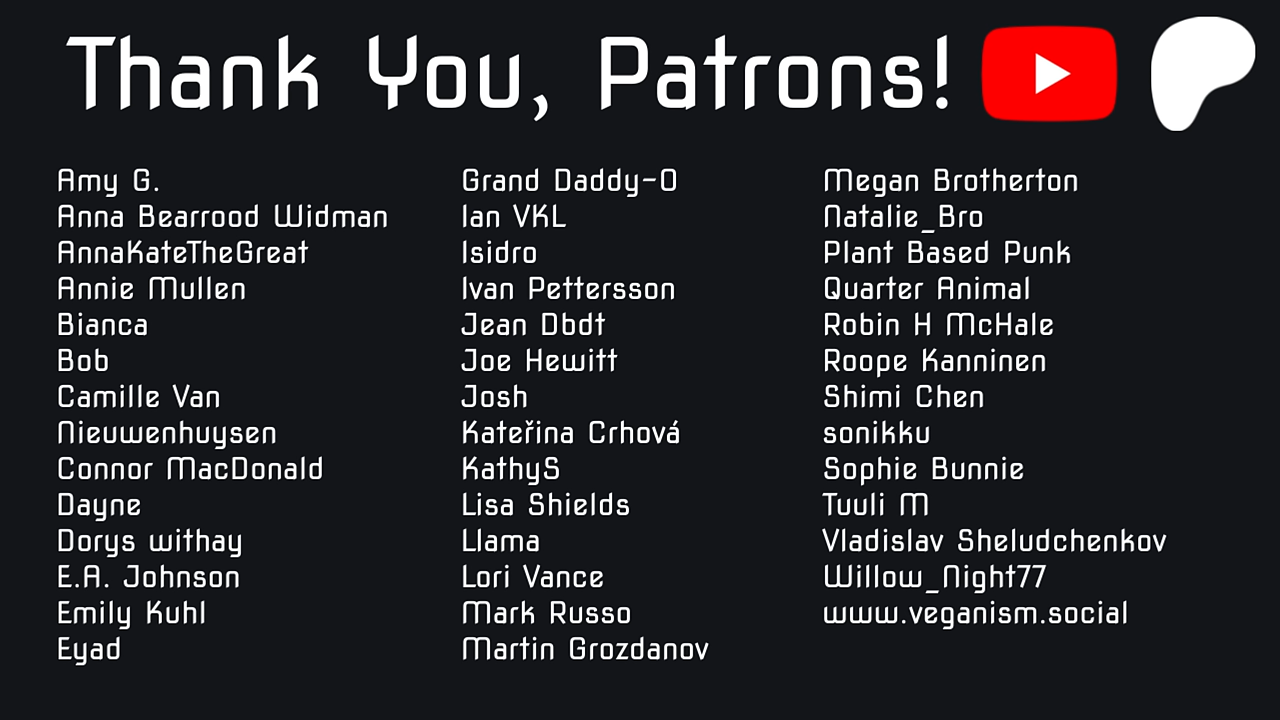 Thank You, Patrons!
Amy G.
Anna Bearrood Widman
AnnaKateTheGreat
Annie Mullen
Bianca
Bob
Camille Van
Nieuwenhuysen
Connor MacDonald
Dayne
Dorys withay
E.A. Johnson
Emily Kuhl
Eyad
Grand Daddy-O
Ian VKL
Isidro
Ivan Pettersson
Jean Dbdt
Joe Hewitt
Josh
Kateřina Crhová
KathyS
Lisa Shields
Llama
Lori Vance
Mark Russo
Martin Grozdanov
Megan Brotherton
Natalie_Bro
Plant Based Punk
Quarter Animal
Robin H McHale
Roope Kanninen
Shimi Chen
sonikku
Sophie Bunnie
Tuuli M
Vladislav Sheludchenkov
Willow_Night77
www.veganism.social